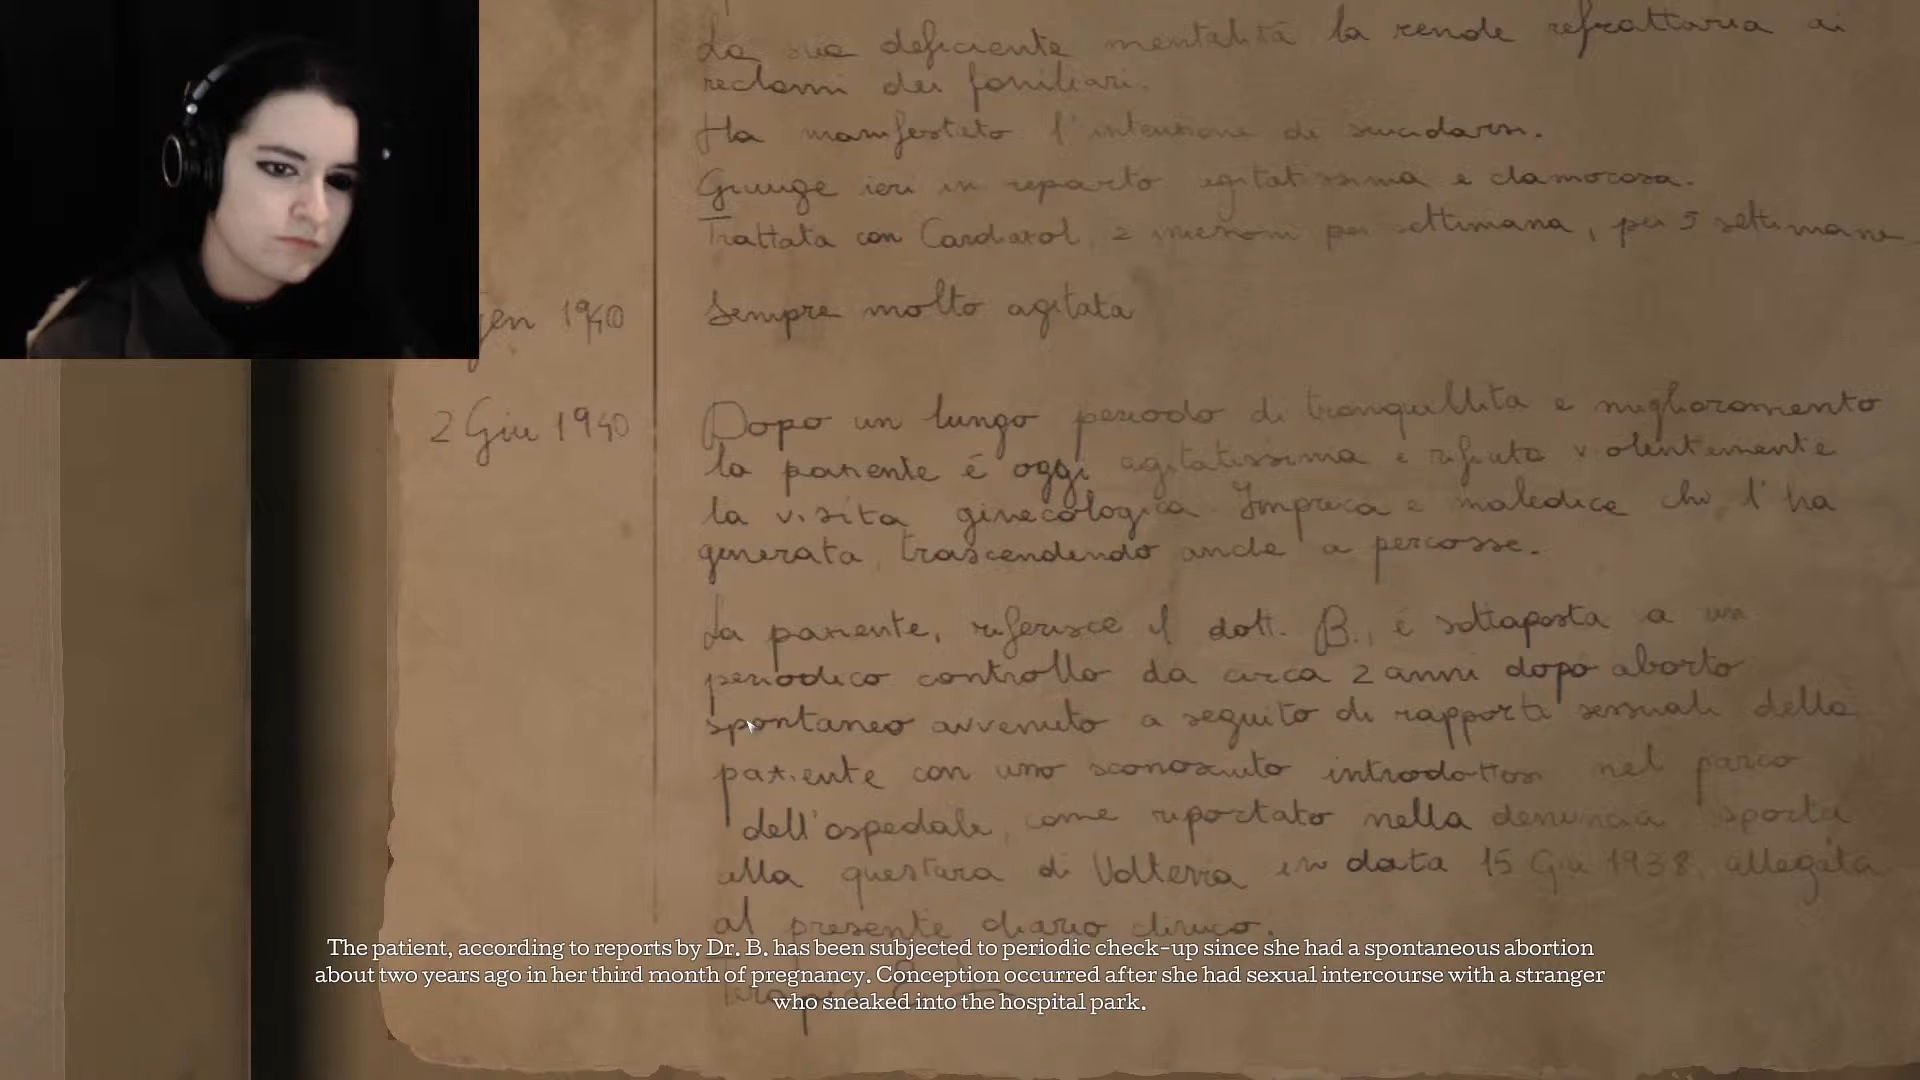 La sua deficiente mentalità la rende refrattaria ai
reclami dei familiari.
Ha manifestato l'intenzione di suicidarsi.
Giunge ieri in reparto agitatissima e clamorosa.
Trattata con Cardiazol, 2 iniezioni per settimana, per 5 settimane
gen 1940
Sempre molto agitata
2 Giu 1940
Dopo un lungo periodo di tranquillità e miglioramento
la paziente é oggi agitatissima e rifiuta violentemente
la visita ginecologica. Impreca e maledice chi l'ha
generata, trascendendo anche a percosse.
La paziente, riferisce il dott. B., é sottoposta a un
periodico controllo da circa 2 anni dopo aborto
spontaneo avvenuto a seguito di rapporti sessuali della
paziente con uno sconosciuto introdottosi nel parco
dell'ospedale, come riportato nella denuncia sporta
alla questura di Volterra in data 15 Giu 1938, allegata
al presente diario clinico.
The patient, according to reports by Dr. B. has been subjected to periodic check-up since she had a spontaneous abortion
about two years ago in her third month of pregnancy. Conception occurred after she had sexual intercourse with a stranger
who sneaked into the hospital park.